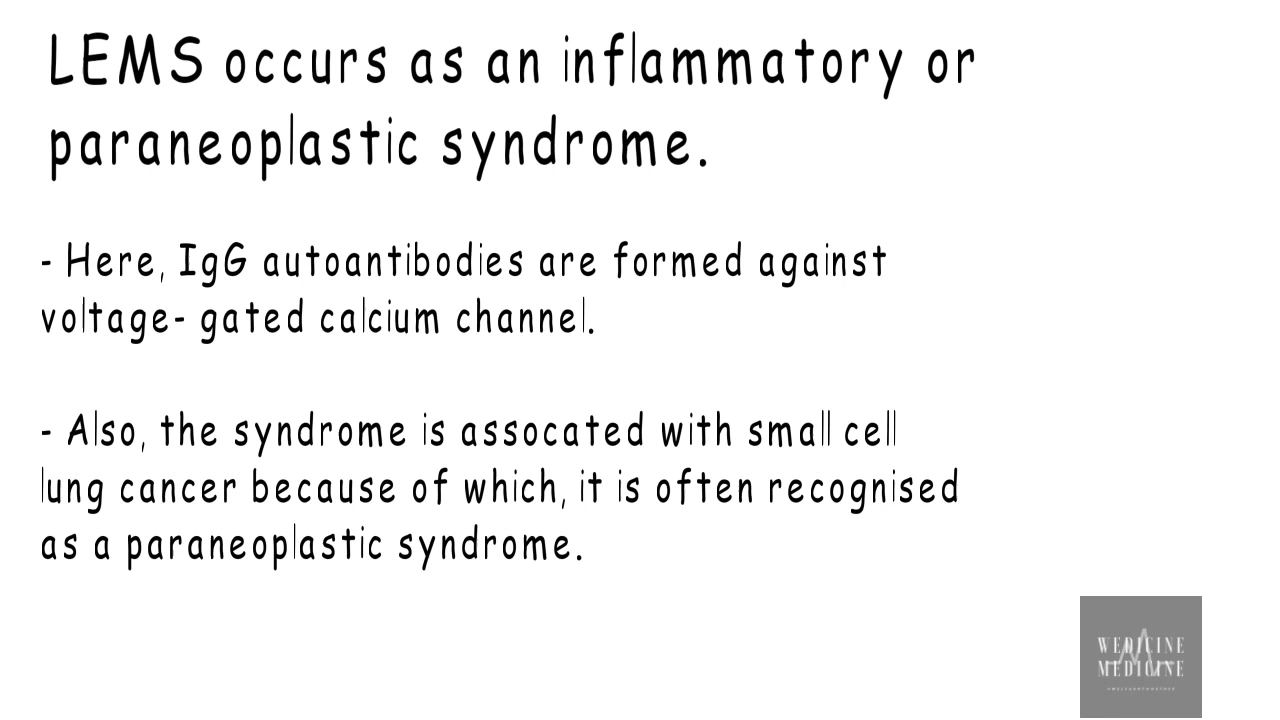 LEMS occurs as an inflammatory or
paraneoplastic syndrome.
- Here, IgG autoantibodies are formed against
voltage- gated calcium channel.
- Also, the syndrome is assocated with small cell
lung cancer because of which, it is often recognised
as a paraneoplastic syndrome.
WEDICINE
MEDICINE